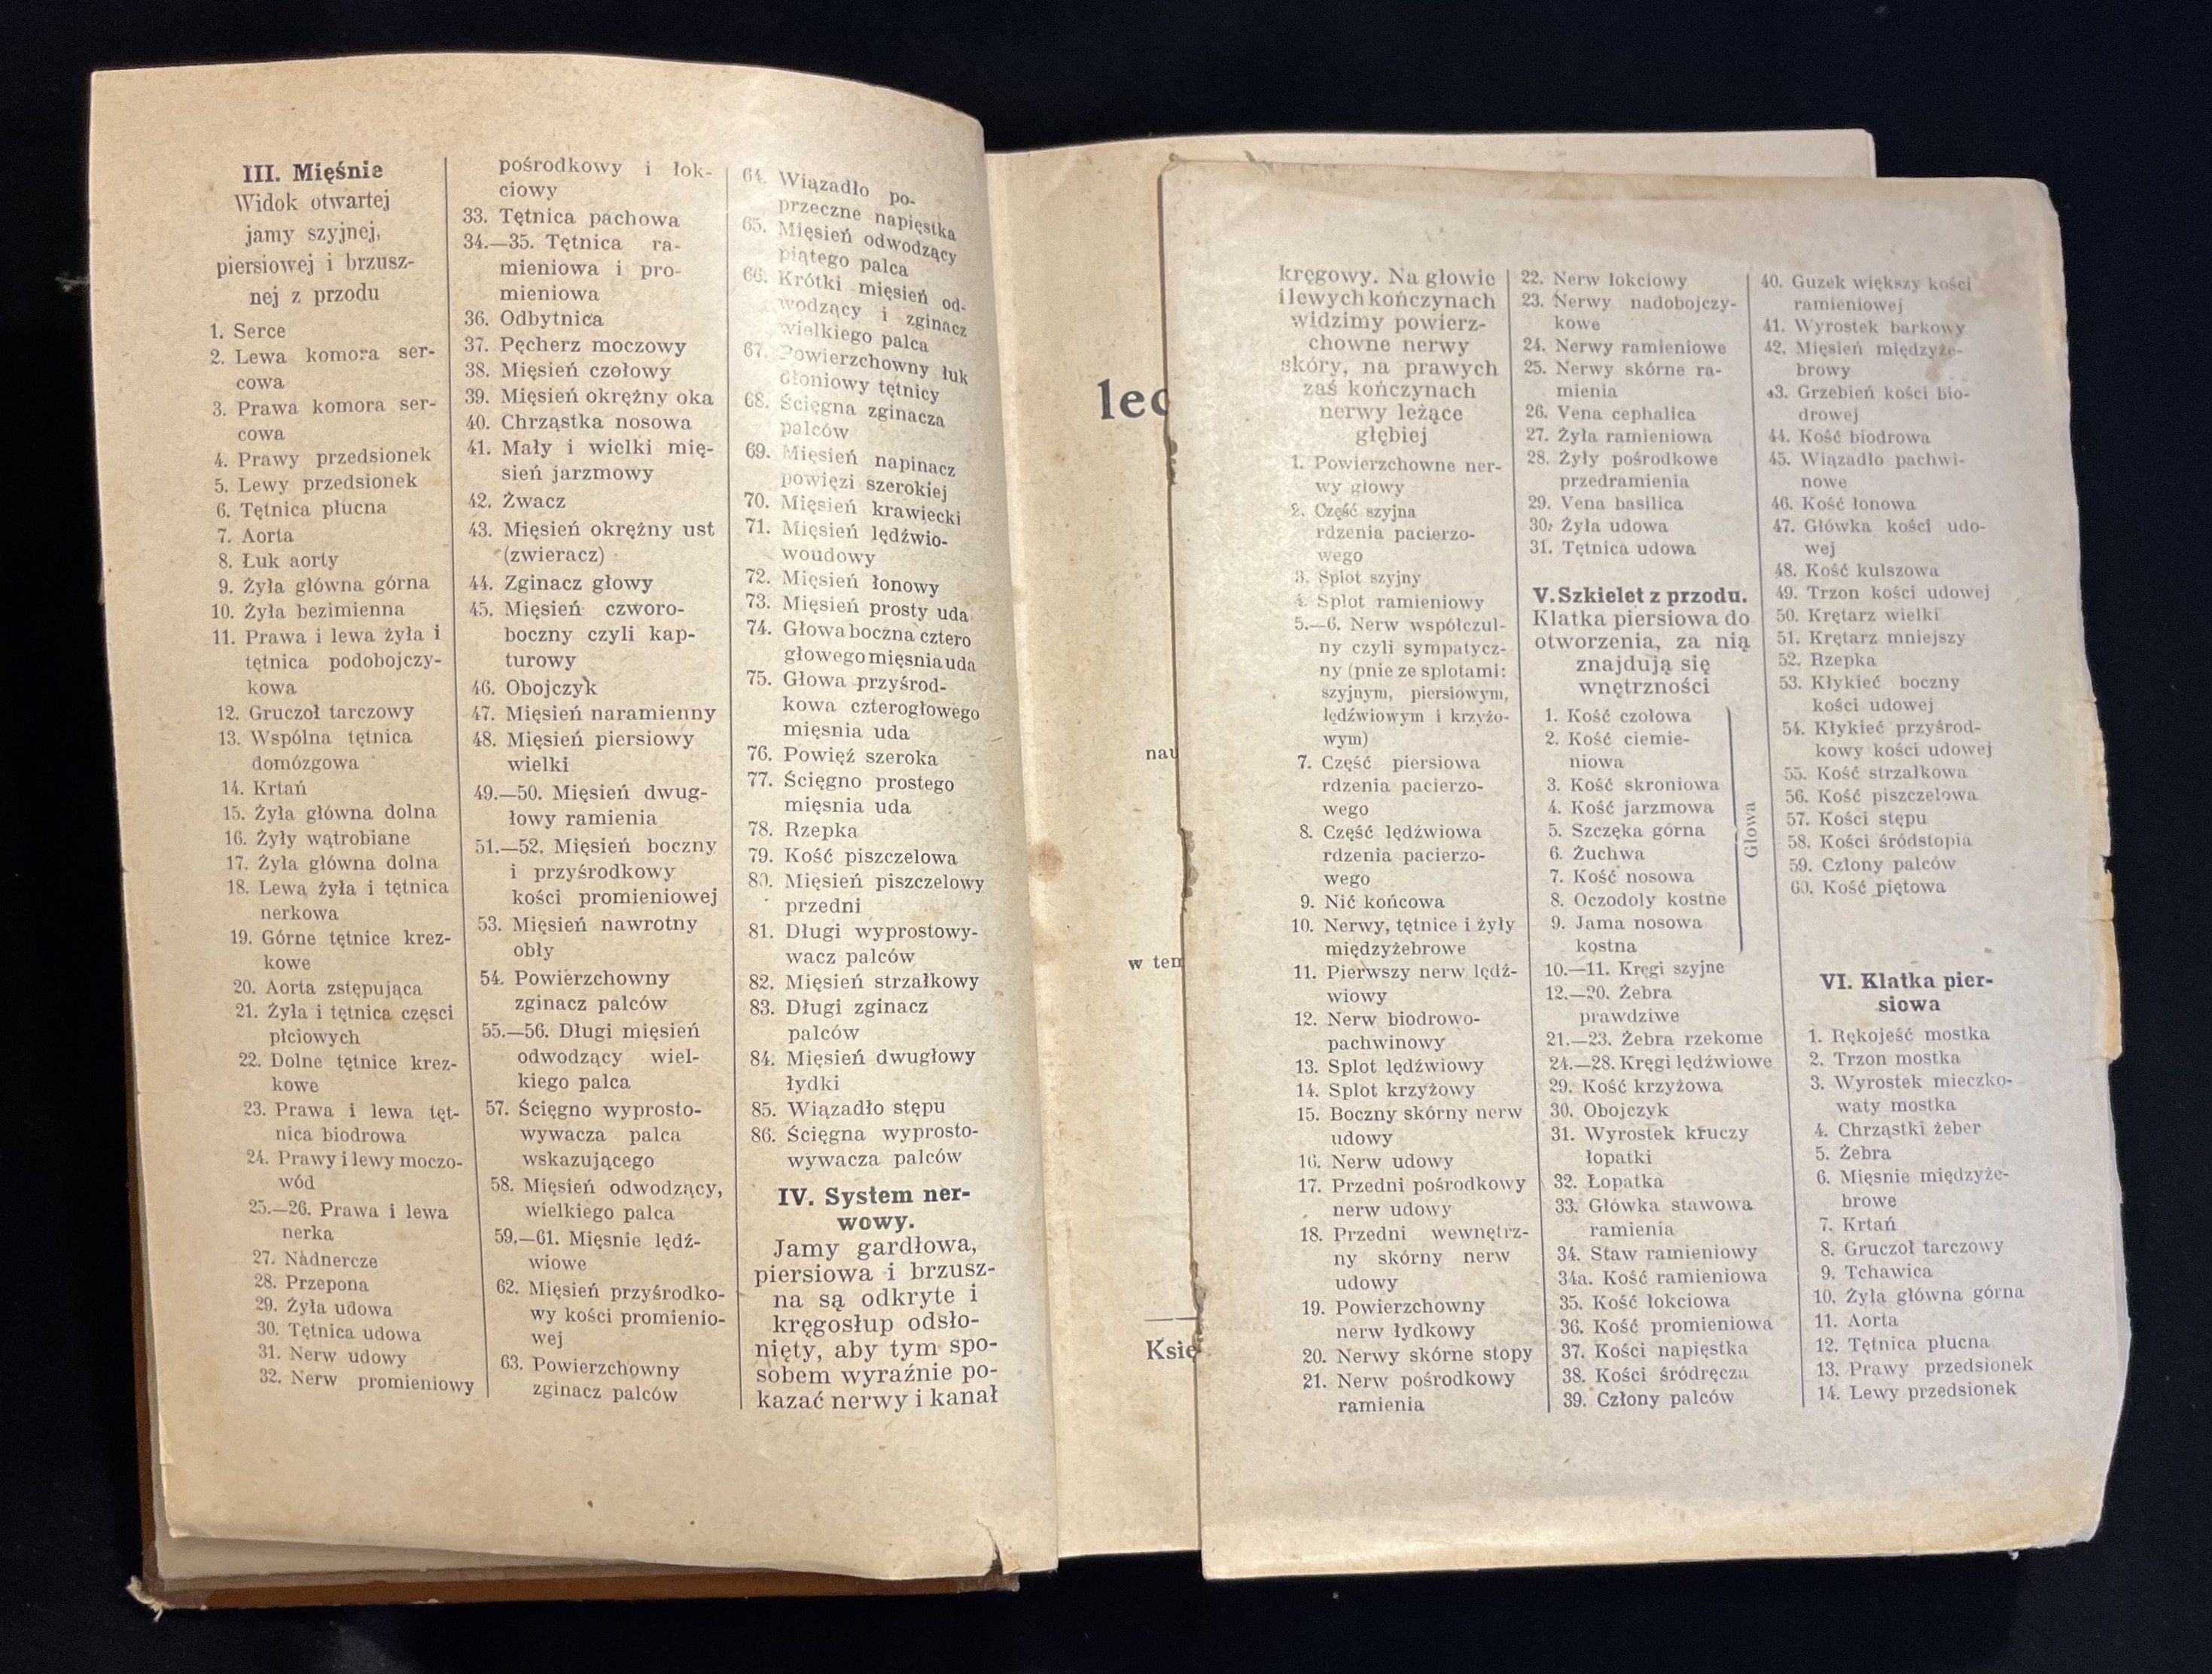 III. Mięśnie
Widok otwartej
jamy szyjnej,
piersiowej i brzusz-
nej z przodu
1. Serce
2. Lewa komora ser-
cowa
3. Prawa komora ser-
cowa
4. Prawy przedsionek
5. Lewy przedsionek
6. Tętnica płucna
7. Aorta
8. Łuk aorty
9. Żyła główna górna
10. Żyła bezimienna
11. Prawa i lewa żyła i
tętnica podobojczy-
kowa
12. Gruczoł tarczowy
13. Wspólna tętnica
domózgowa
14. Krtań
15. Żyła główna dolna
16. Żyły wątrobiane
17. Żyła główna dolna
18. Lewa żyła i tętnica
nerkowa
19. Górne tętnice krez-
kowe
20. Aorta zstępująca
21. Żyła i tętnica częsci
płciowych
22. Dolne tętnice krez-
kowe
23. Prawa i lewa tęt-
nica biodrowa
24. Prawy i lewy moczo-
wód
25.—26. Prawa i lewa
nerka
27. Nadnercze
28. Przepona
29. Żyła udowa
30. Tętnica udowa
31. Nerw udowy
32. Nerw promieniowy
pośrodkowy i łok-
ciowy
33. Tętnica pachowa
34.—35. Tętnica ra-
mieniowa i pro-
mieniowa
36. Odbytnica
37. Pęcherz moczowy
38. Mięsień czołowy
39. Mięsień okrężny oka
40. Chrząstka nosowa
41. Mały i wielki mię-
sień jarzmowy
42. Żwacz
43. Mięsień okrężny ust
(zwieracz)
44. Zginacz głowy
45. Mięsień czworo-
boczny czyli kap-
turowy
46. Obojczyk
47. Mięsień naramienny
48. Mięsień piersiowy
wielki
49.—50. Mięsień dwug-
łowy ramienia
51.—52. Mięsień boczny
i przyśrodkowy
kości promieniowej
53. Mięsień nawrotny
obły
54. Powierzchowny
zginacz palców
55.—56. Długi mięsień
odwodzący wiel-
kiego palca
57. Ścięgno wyprosto-
wywacza palca
wskazującego
58. Mięsień odwodzący,
wielkiego palca
59.—61. Mięsnie lędź-
wiowe
62. Mięsień przyśrodko-
wy kości promienio-
wej
63. Powierzchowny
zginacz palców
64. Wiązadło po-
przeczne napięstka
65. Mięsień odwodzący
piątego palca
66. Krótki mięsień od-
wodzący i zginacz
wielkiego palca
67. Powierzchowny łuk
dłoniowy tętnicy
68. Ścięgna zginacza
palców
69. Mięsień napinacz
powięzi szerokiej
70. Mięsień krawiecki
71. Mięsień lędźwio-
woudowy
72. Mięsień łonowy
73. Mięsień prosty uda
74. Głowa boczna cztero
głowego mięsnia uda
75. Głowa przyśrod-
kowa czterogłowego
mięsnia uda
76. Powięź szeroka
77. Ścięgno prostego
mięsnia uda
78. Rzepka
79. Kość piszczelowa
80. Mięsień piszczelowy
przedni
81. Długi wyprostowy-
wacz palców
82. Mięsień strzałkowy
83. Długi zginacz
palców
84. Mięsień dwugłowy
łydki
85. Wiązadło stępu
86. Ścięgna wyprosto-
wywacza palców
IV. System ner-
wowy.
Jamy gardłowa,
piersiowa i brzusz-
na są odkryte i
kręgosłup odsło-
nięty, aby tym spo-
sobem wyraźnie po-
kazać nerwy i kanał
lec
nau
w tem
Księ
kręgowy. Na głowie
i lewych kończynach
widzimy powierz-
chowne nerwy
skóry, na prawych
zaś kończynach
nerwy leżące
głębiej
1. Powierzchowne ner-
wy głowy
2. Część szyjna
rdzenia pacierzo-
wego
3. Splot szyjny
4. Splot ramieniowy
5.—6. Nerw współczul-
ny czyli sympatycz-
ny (pnie ze splotami:
szyjnym, piersiowym,
lędźwiowym i krzyżo-
wym)
7. Część piersiowa
rdzenia pacierzo-
wego
8. Część lędźwiowa
rdzenia pacierzo-
wego
9. Nić końcowa
10. Nerwy, tętnice i żyły
międzyżebrowe
11. Pierwszy nerw lędź-
wiowy
12. Nerw biodrowo-
pachwinowy
13. Splot lędźwiowy
14. Splot krzyżowy
15. Boczny skórny nerw
udowy
16. Nerw udowy
17. Przedni pośrodkowy
nerw udowy
18. Przedni wewnętrz-
ny skórny nerw
udowy
19. Powierzchowny
nerw łydkowy
20. Nerwy skórne stopy
21. Nerw pośrodkowy
ramienia
22. Nerw łokciowy
23. Nerwy nadobojczy-
kowe
24. Nerwy ramieniowe
25. Nerwy skórne ra-
mienia
26. Vena cephalica
27. Żyła ramieniowa
28. Żyły pośrodkowe
przedramienia
29. Vena basilica
30. Żyła udowa
31. Tętnica udowa
V. Szkielet z przodu.
Klatka piersiowa do
otworzenia, za nią
znajdują się
wnętrzności
1. Kość czołowa
2. Kość ciemie-
niowa
3. Kość skroniowa
4. Kość jarzmowa
5. Szczęka górna
6. Żuchwa
7. Kość nosowa
8. Oczodoly kostne
9. Jama nosowa
kostna
Głowa
10.—11. Kręgi szyjne
12.—20. Żebra
prawdziwe
21.—23. Żebra rzekome
24.—28. Kręgi lędźwiowe
29. Kość krzyżowa
30. Obojczyk
31. Wyrostek kruczy
łopatki
32. Łopatka
33. Główka stawowa
ramienia
34. Staw ramieniowy
34a. Kość ramieniowa
35. Kość łokciowa
36. Kość promieniowa
37. Kości napięstka
38. Kości śródręcza
39. Człony palców
40. Guzek większy kości
ramieniowej
41. Wyrostek barkowy
42. Mięsień międzyże-
browy
43. Grzebień kości bio-
drowej
44. Kość biodrowa
45. Wiązadło pachwi-
nowe
46. Kość łonowa
47. Główka kości udo-
wej
48. Kość kulszowa
49. Trzon kości udowej
50. Krętarz wielki
51. Krętarz mniejszy
52. Rzepka
53. Kłykieć boczny
kości udowej
54. Kłykieć przyśrod-
kowy kości udowej
55. Kość strzałkowa
56. Kość piszczelowa
57. Kości stępu
58. Kości śródstopia
59. Człony palców
60. Kość piętowa
VI. Klatka pier-
siowa
1. Rękojeść mostka
2. Trzon mostka
3. Wyrostek mieczko-
waty mostka
4. Chrząstki żeber
5. Żebra
6. Mięsnie międzyże-
browe
7. Krtań
8. Gruczoł tarczowy
9. Tchawica
10. Żyła główna górna
11. Aorta
12. Tętnica płucna
13. Prawy przedsionek
14. Lewy przedsionek